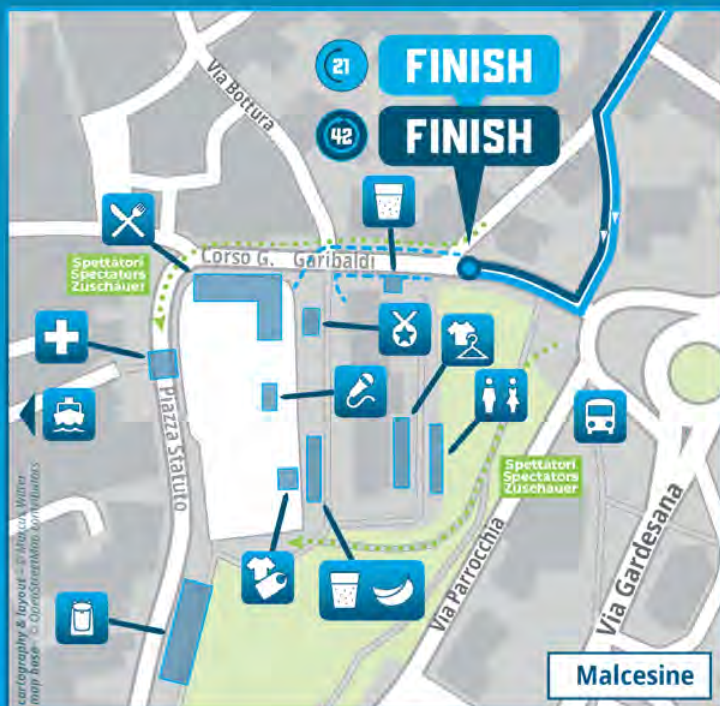 21
FINISH
42
FINISH
Via Bottura
Corso G. Garibaldi
Spettatori
Spectators
Zuschauer
Piazza Statuto
Spettatori
Spectators
Zuschauer
Via Parrocchia
Via Gardesana
cartography & layout - © Marcus Wilfer
map base - © OpenStreetMap contributors
Malcesine